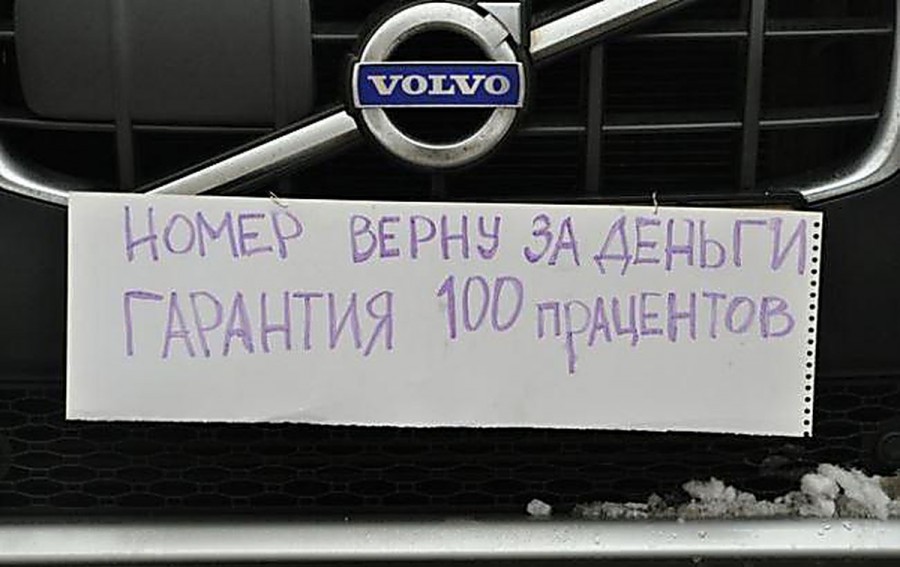 VOLVO
НОМЕР ВЕРНУ ЗА ДЕНЬГИ
ГАРАНТИЯ 100 ПРАЦЕНТОВ